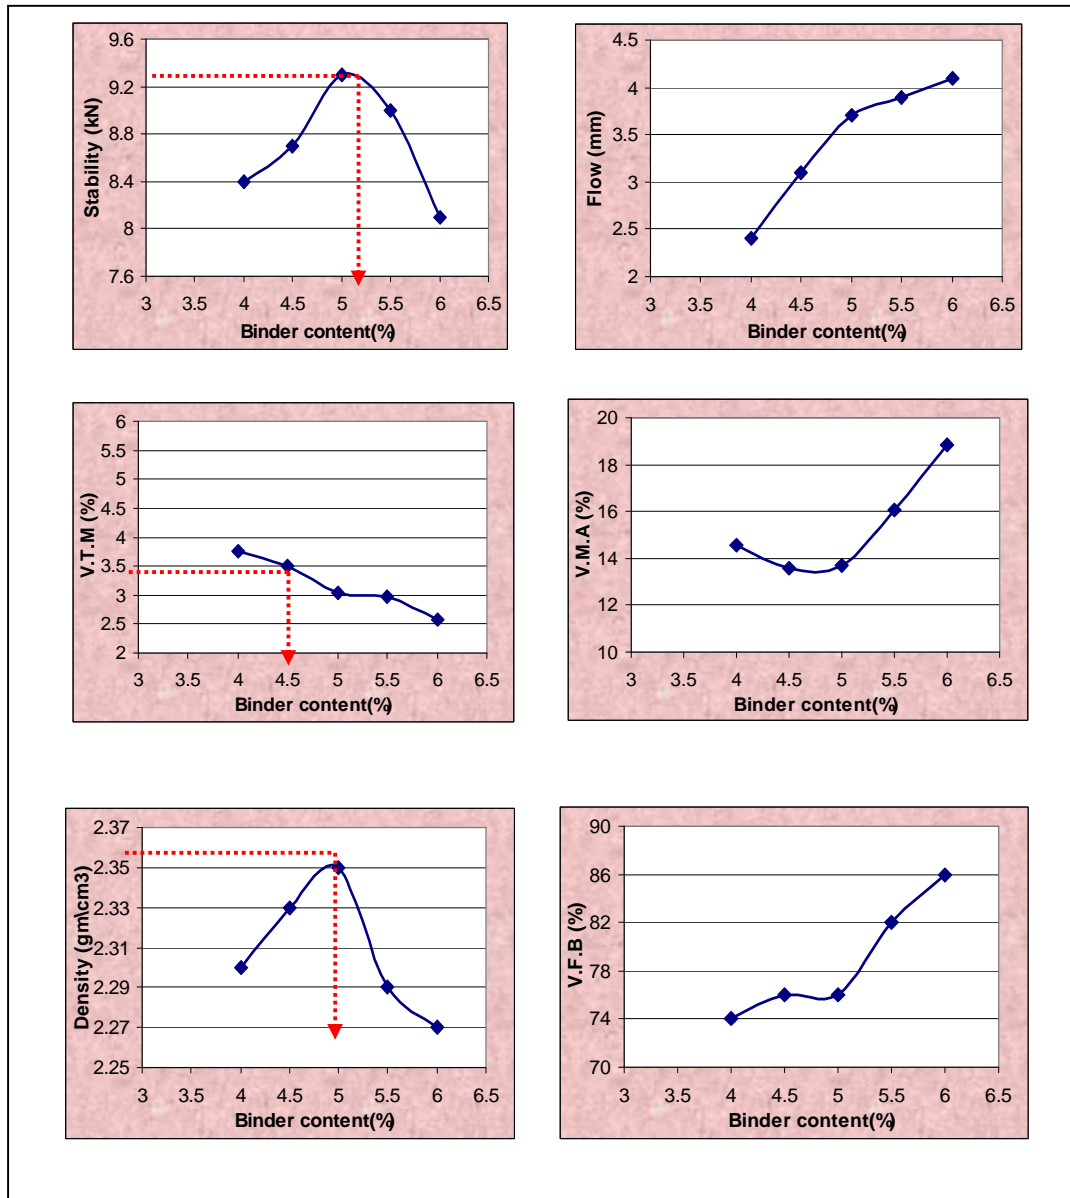 9.6
9.2
8.8
8.4
8
7.6
Stability (kN)
3 3.5 4 4.5 5 5.5 6 6.5
Binder content(%)
4.5
4
3.5
3
2.5
2
Flow (mm)
3 3.5 4 4.5 5 5.5 6 6.5
Binder content(%)
6
5.5
5
4.5
4
3.5
3
2.5
2
V.T.M (%)
3 3.5 4 4.5 5 5.5 6 6.5
Binder content(%)
20
18
16
14
12
10
V.M.A (%)
3 3.5 4 4.5 5 5.5 6 6.5
Binder content(%)
2.37
2.35
2.33
2.31
2.29
2.27
2.25
Density (gm\cm3)
3 3.5 4 4.5 5 5.5 6 6.5
Binder content(%)
90
86
82
78
74
70
V.F.B (%)
3 3.5 4 4.5 5 5.5 6 6.5
Binder content(%)